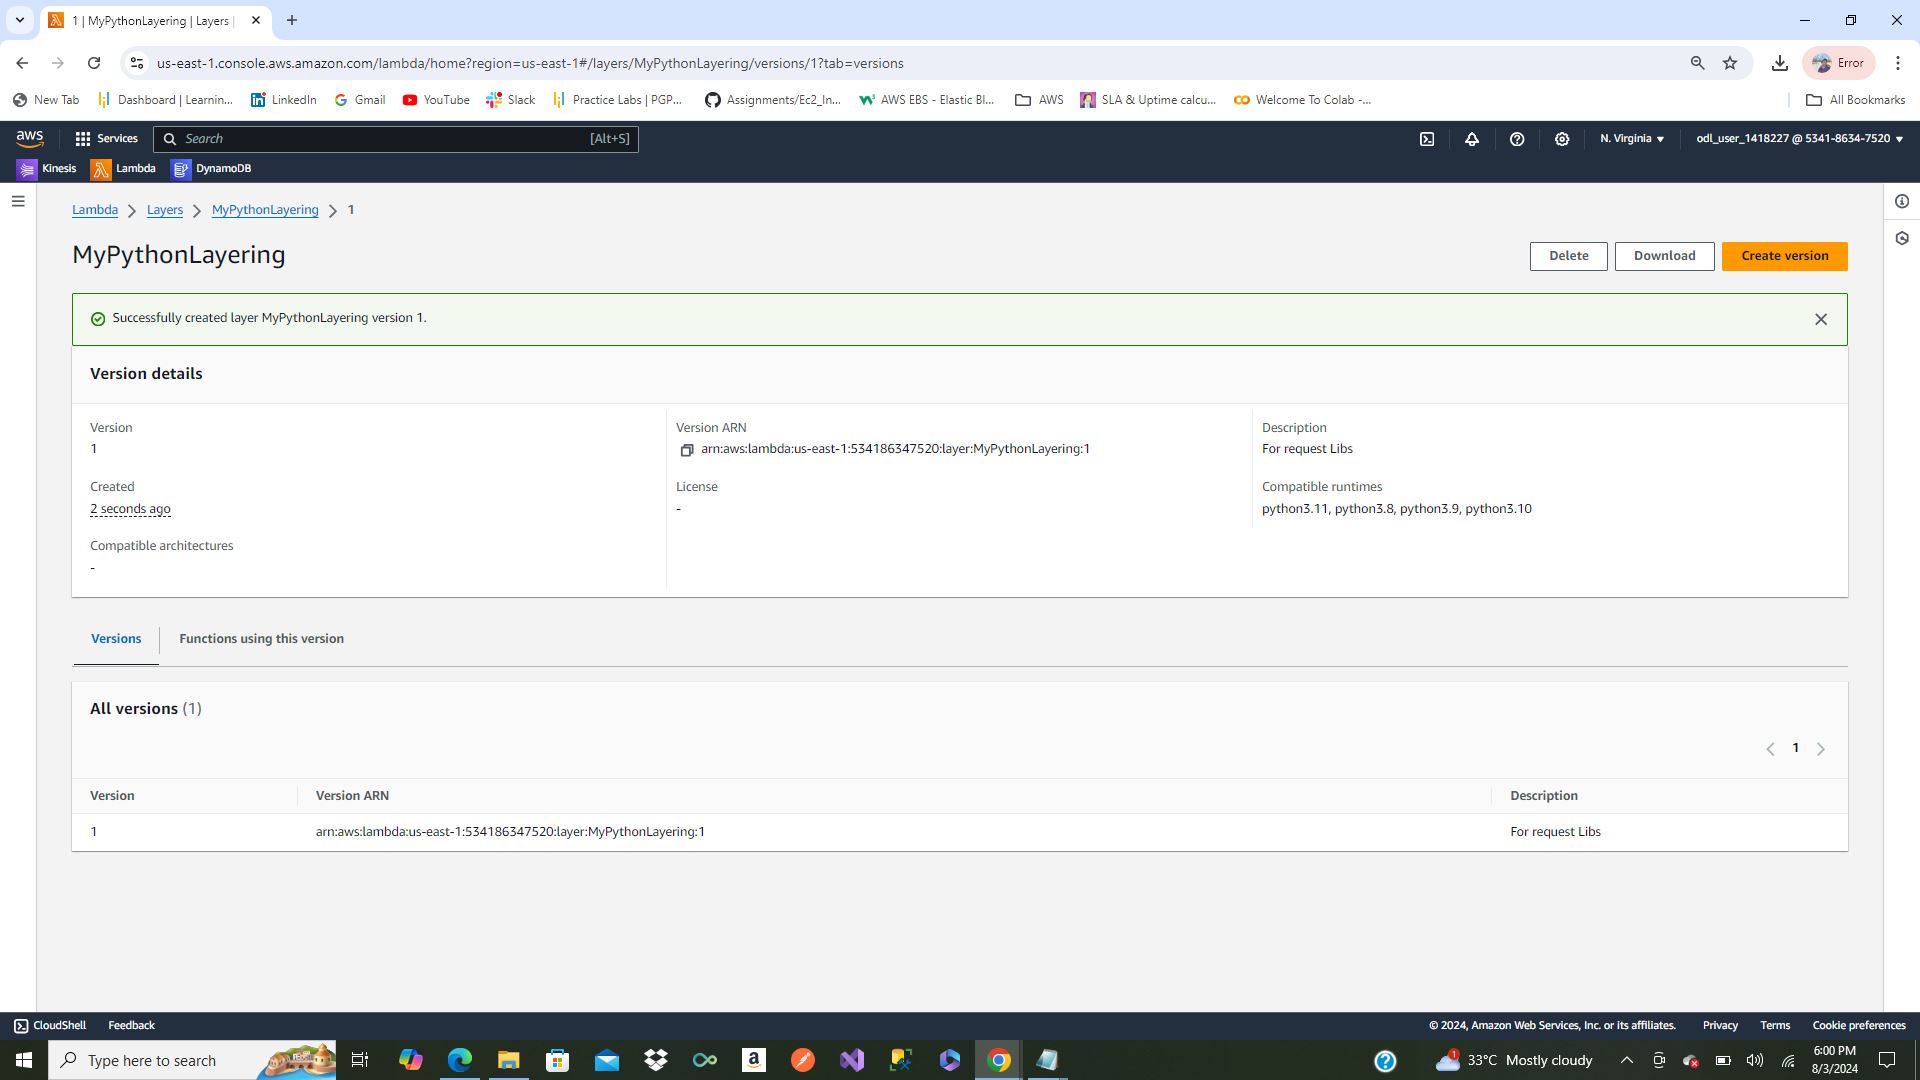 1 | MyPythonLayering | Layers |
us-east-1.console.aws.amazon.com/lambda/home?region=us-east-1#/layers/MyPythonLayering/versions/1?tab=versions
Error
New Tab
Dashboard | Learnin...
LinkedIn
Gmail
YouTube
Slack
Practice Labs | PGP...
Assignments/Ec2_In...
AWS EBS - Elastic Bl...
AWS
SLA & Uptime calcu...
Welcome To Colab -...
All Bookmarks
aws
Services
Search
[Alt+S]
N. Virginia
odl_user_1418227 @ 5341-8634-7520
Kinesis
Lambda
DynamoDB
Lambda
Layers
MyPythonLayering
1
MyPythonLayering
Delete
Download
Create version
Successfully created layer MyPythonLayering version 1.
Version details
Version
1
Version ARN
arn:aws:lambda:us-east-1:534186347520:layer:MyPythonLayering:1
Description
For request Libs
Created
2 seconds ago
License
-
Compatible runtimes
python3.11, python3.8, python3.9, python3.10
Compatible architectures
-
Versions
Functions using this version
All versions (1)
1
Version
Version ARN
Description
1
arn:aws:lambda:us-east-1:534186347520:layer:MyPythonLayering:1
For request Libs
CloudShell
Feedback
© 2024, Amazon Web Services, Inc. or its affiliates.
Privacy
Terms
Cookie preferences
Type here to search
1
33°C Mostly cloudy
6:00 PM
8/3/2024